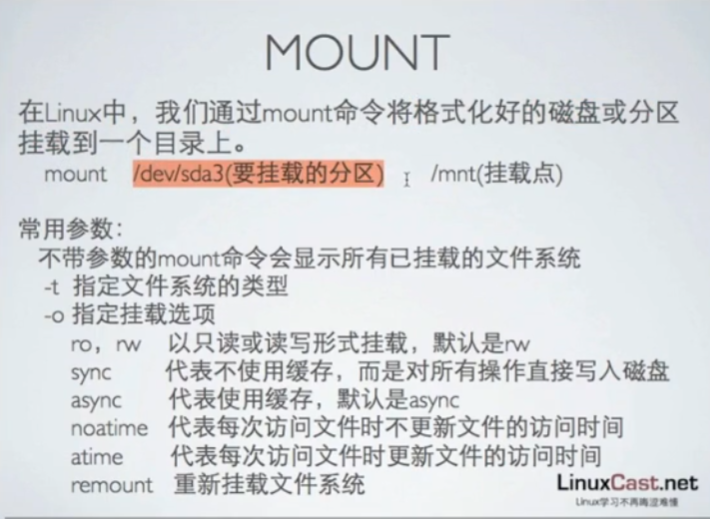 MOUNT
在Linux中，我们通过mount命令将格式化好的磁盘或分区
挂载到一个目录上。
mount /dev/sda3(要挂载的分区) /mnt(挂载点)
常用参数：
不带参数的mount命令会显示所有已挂载的文件系统
-t 指定文件系统的类型
-o 指定挂载选项
ro，rw 以只读或读写形式挂载，默认是rw
sync 代表不使用缓存，而是对所有操作直接写入磁盘
async 代表使用缓存，默认是async
noatime 代表每次访问文件时不更新文件的访问时间
atime 代表每次访问文件时更新文件的访问时间
remount 重新挂载文件系统
LinuxCast.net
Linux学习不再晦涩难懂